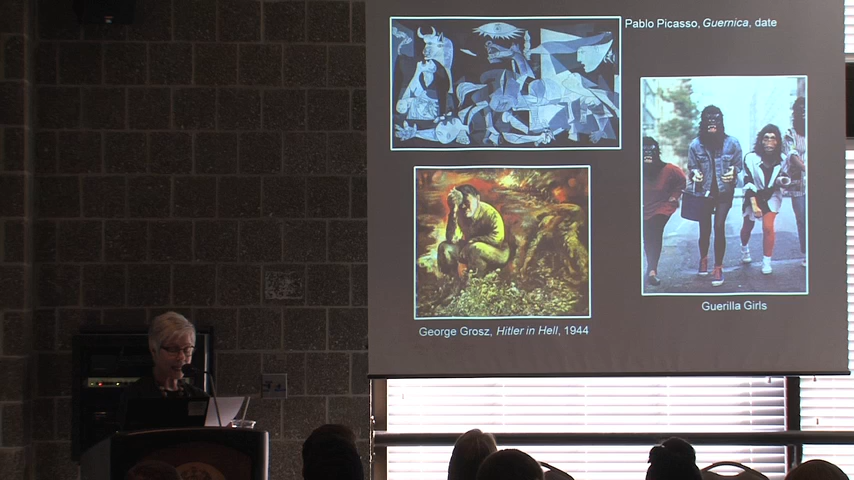 Pablo Picasso, Guernica, date
George Grosz, Hitler in Hell, 1944
Guerilla Girls